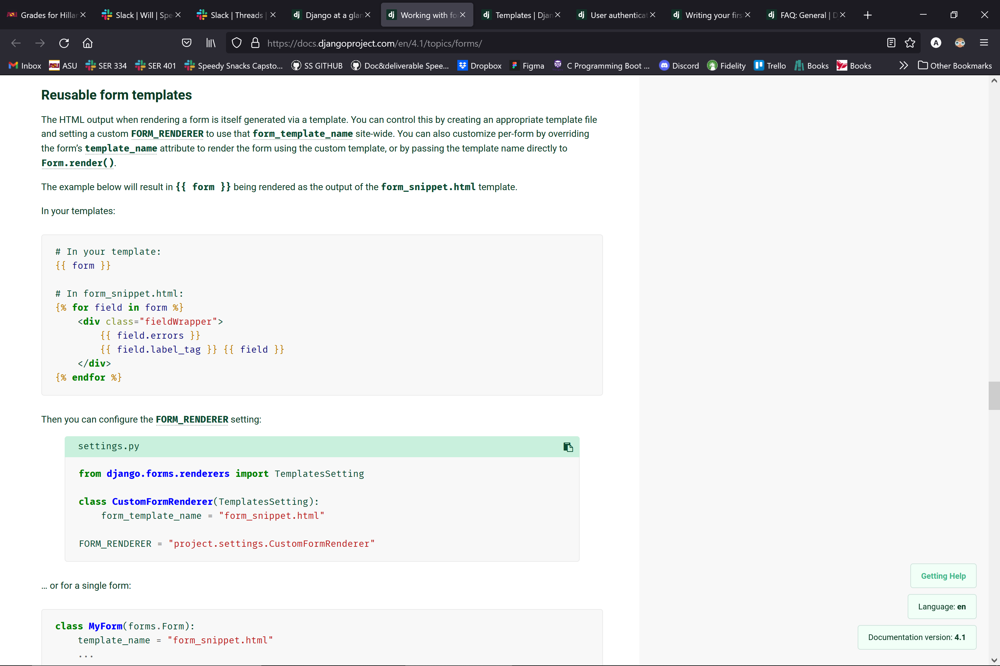 Grades for Hillar
Slack | Will | Spe
Slack | Threads |
Django at a glan
Working with fo
Templates | Djan
User authenticat
Writing your firs
FAQ: General | D
https://docs.djangoproject.com/en/4.1/topics/forms/
A
Inbox
ASU
SER 334
SER 401
Speedy Snacks Capsto...
SS GITHUB
Doc&deliverable Spee...
Dropbox
Figma
C Programming Boot ...
Discord
Fidelity
Trello
Books
Books
Other Bookmarks
Reusable form templates
The HTML output when rendering a form is itself generated via a template. You can control this by creating an appropriate template file
and setting a custom FORM_RENDERER to use that form_template_name site-wide. You can also customize per-form by overriding
the form’s template_name attribute to render the form using the custom template, or by passing the template name directly to
Form.render().
The example below will result in {{ form }} being rendered as the output of the form_snippet.html template.
In your templates:
# In your template:
{{ form }}
# In form_snippet.html:
{% for field in form %}
<div class="fieldWrapper">
{{ field.errors }}
{{ field.label_tag }} {{ field }}
</div>
{% endfor %}
Then you can configure the FORM_RENDERER setting:
settings.py
from django.forms.renderers import TemplatesSetting
class CustomFormRenderer(TemplatesSetting):
form_template_name = "form_snippet.html"
FORM_RENDERER = "project.settings.CustomFormRenderer"
… or for a single form:
class MyForm(forms.Form):
template_name = "form_snippet.html"
...
Getting Help
Language: en
Documentation version: 4.1